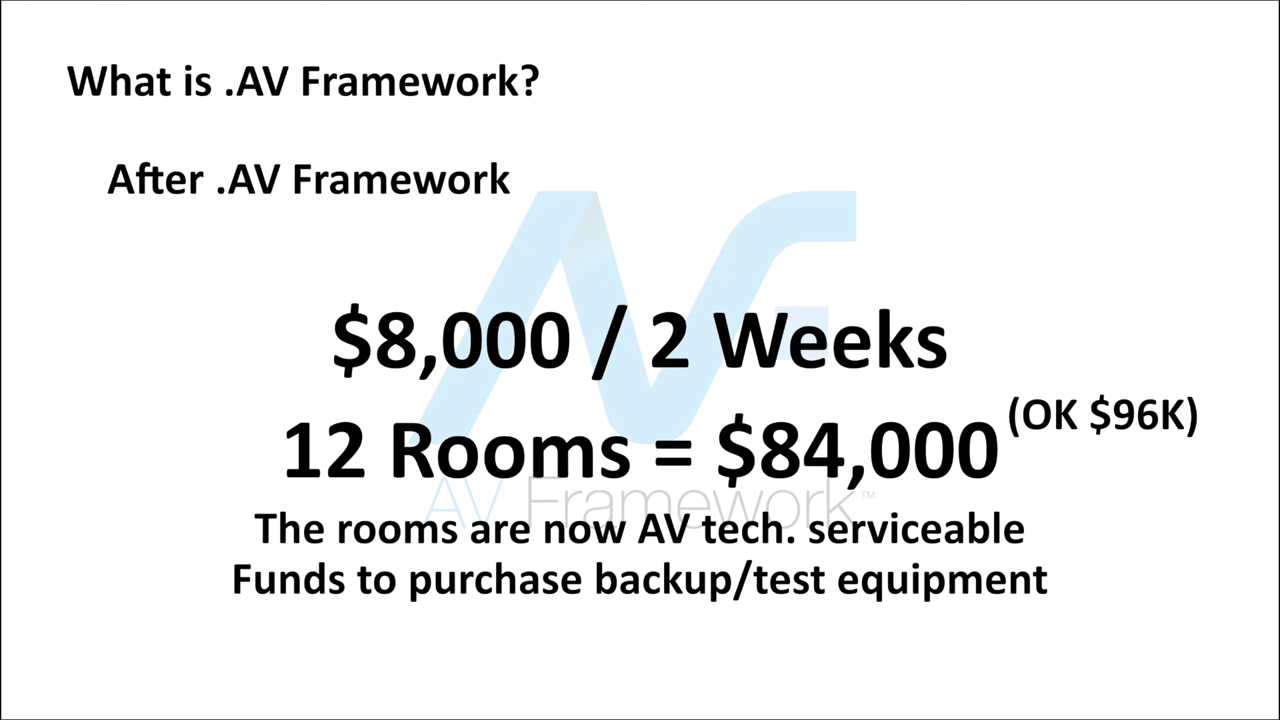 What is .AV Framework?
After .AV Framework
$8,000 / 2 Weeks
12 Rooms = $84,000 (OK $96K)
AV Framework™
The rooms are now AV tech. serviceable
Funds to purchase backup/test equipment